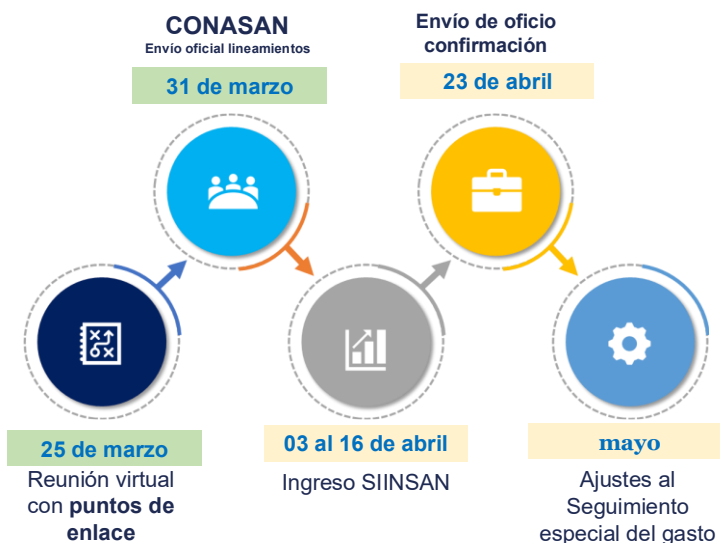 CONASAN
Envío oficial lineamientos
31 de marzo
Envío de oficio
confirmación
23 de abril
25 de marzo
Reunión virtual
con puntos de
enlace
03 al 16 de abril
Ingreso SIINSAN
mayo
Ajustes al
Seguimiento
especial del gasto